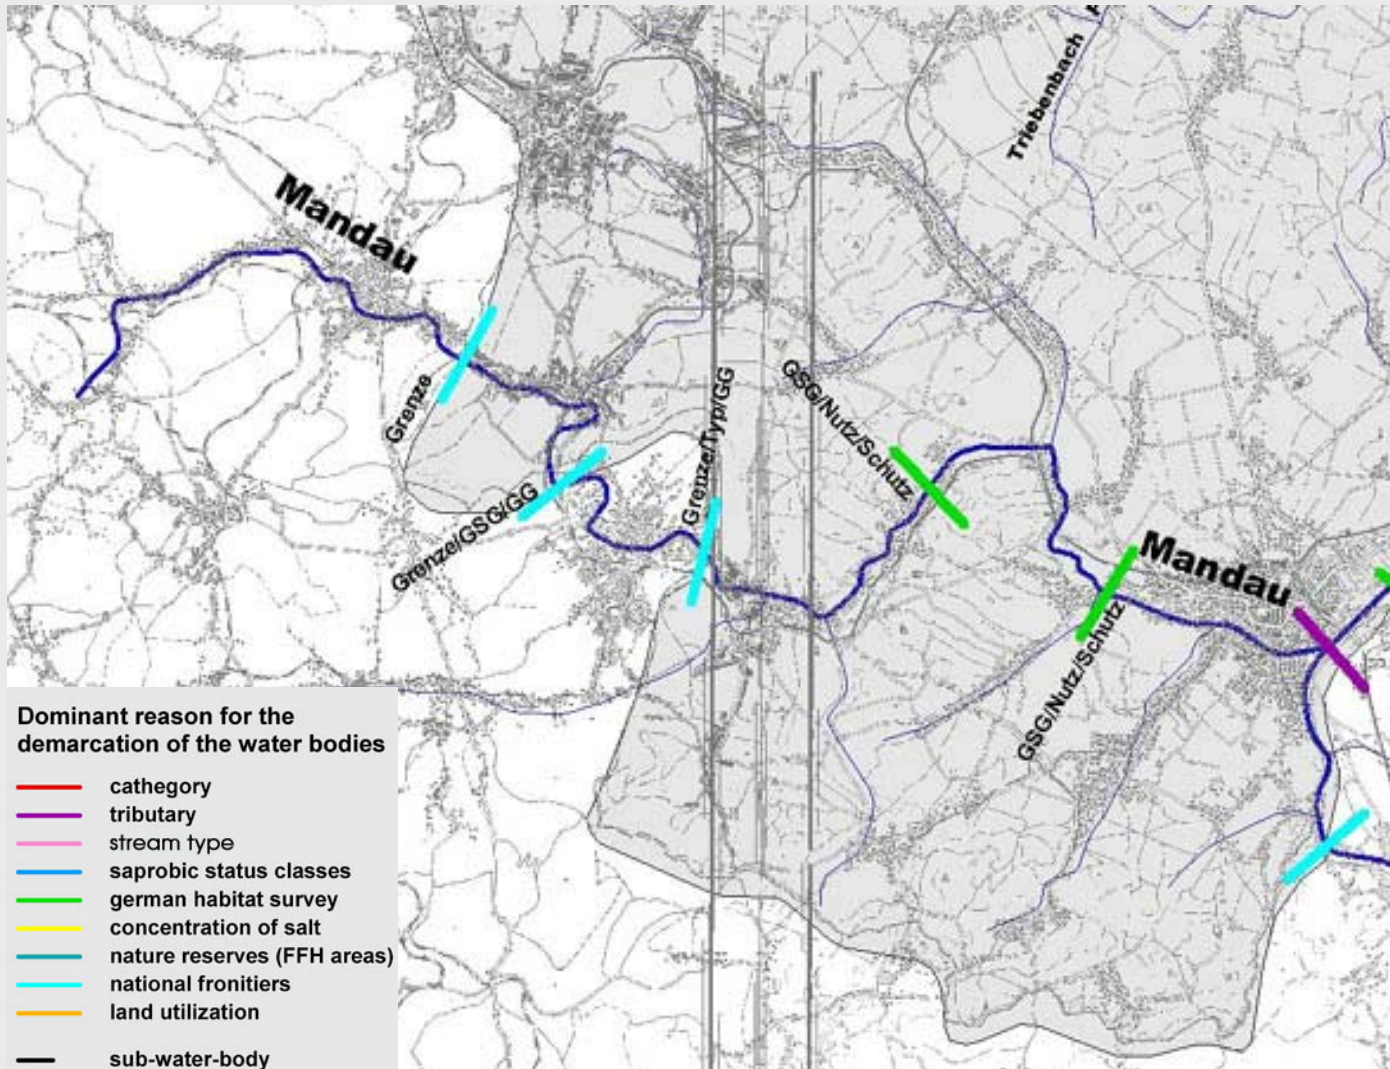 Triebenbach
Mandau
Grenze
Grenze/GSG/GG
Grenze/Typ/GG
GSG/Nutz/Schutz
Mandau
GSG/Nutz/Schutz
Dominant reason for the
demarcation of the water bodies
cathegory
tributary
stream type
saprobic status classes
german habitat survey
concentration of salt
nature reserves (FFH areas)
national fronitiers
land utilization
sub-water-body